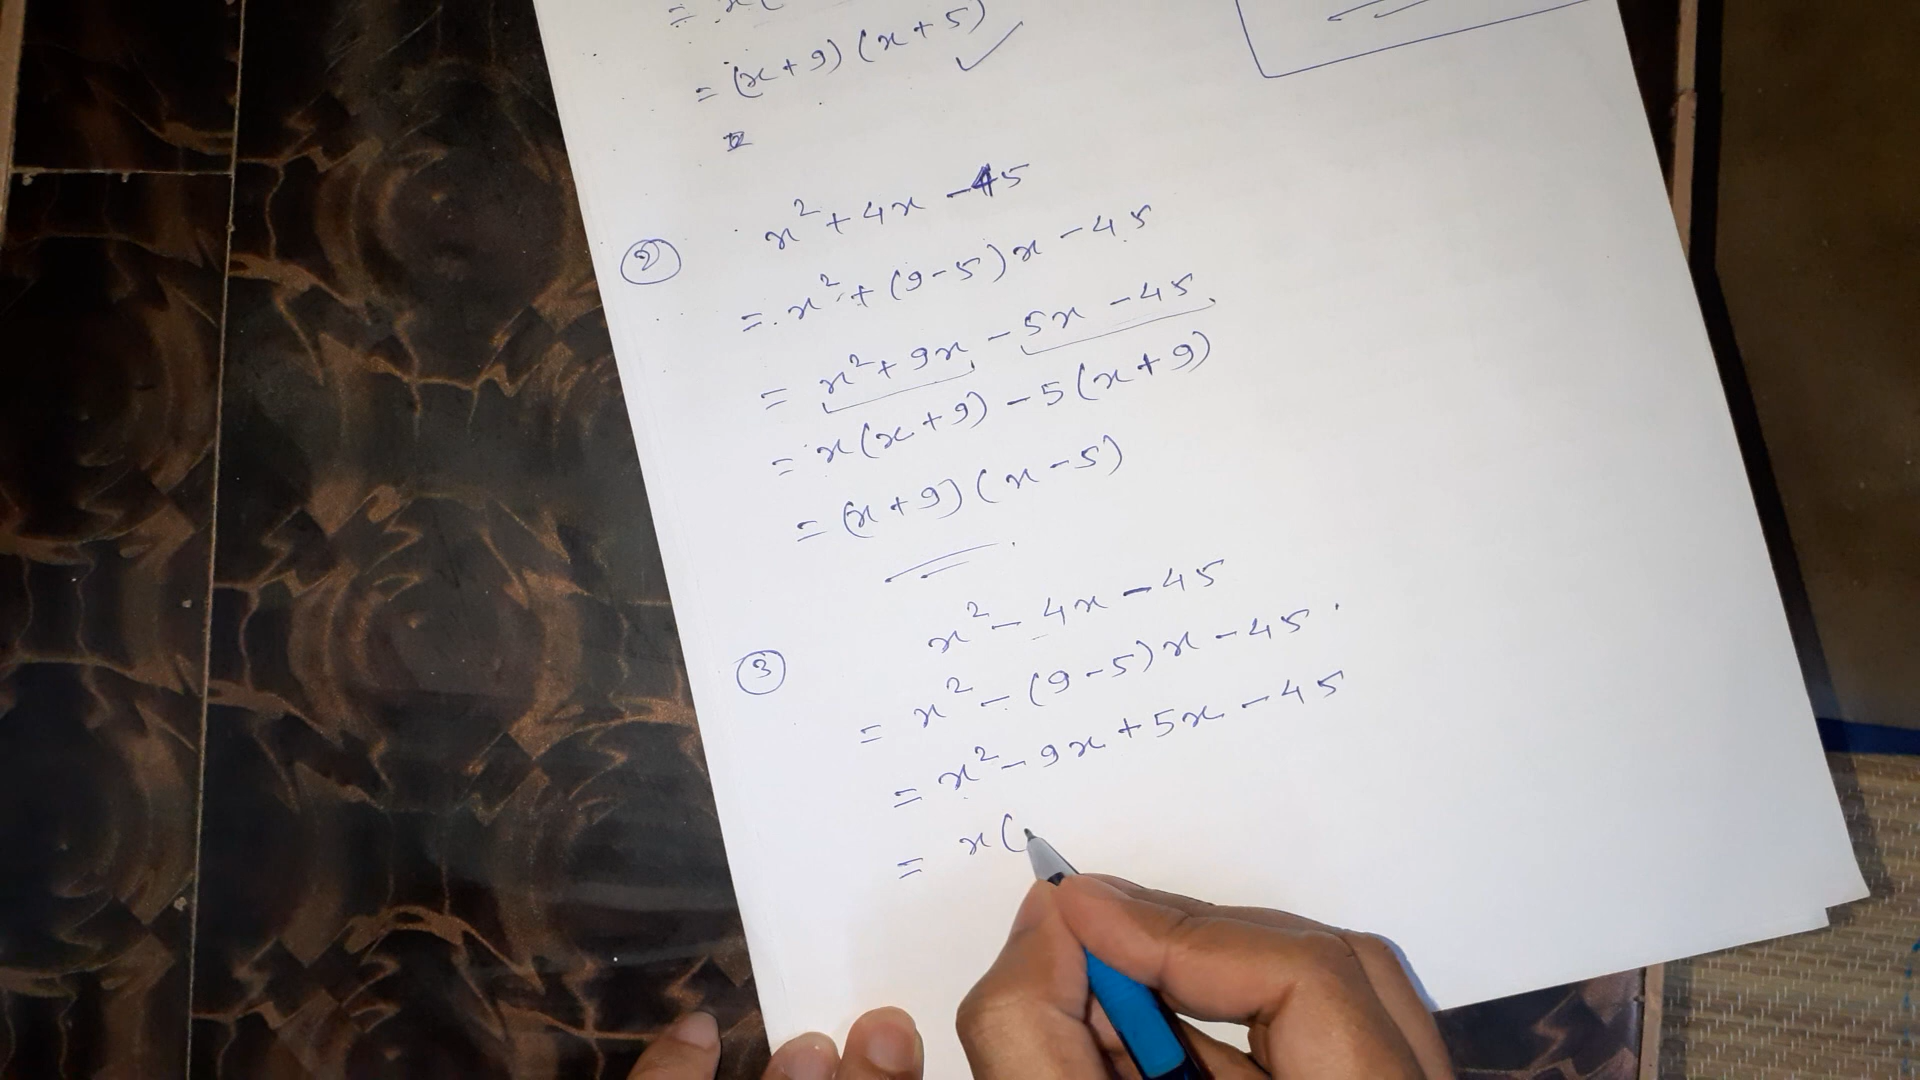 = x(
= (x+9)(x+5)
② x²+4x-45
= x²+(9-5)x-45
= x²+9x-5x-45
= x(x+9)-5(x+9)
= (x+9)(x-5)
③ x²-4x-45
= x²-(9-5)x-45
= x²-9x+5x-45
= x(